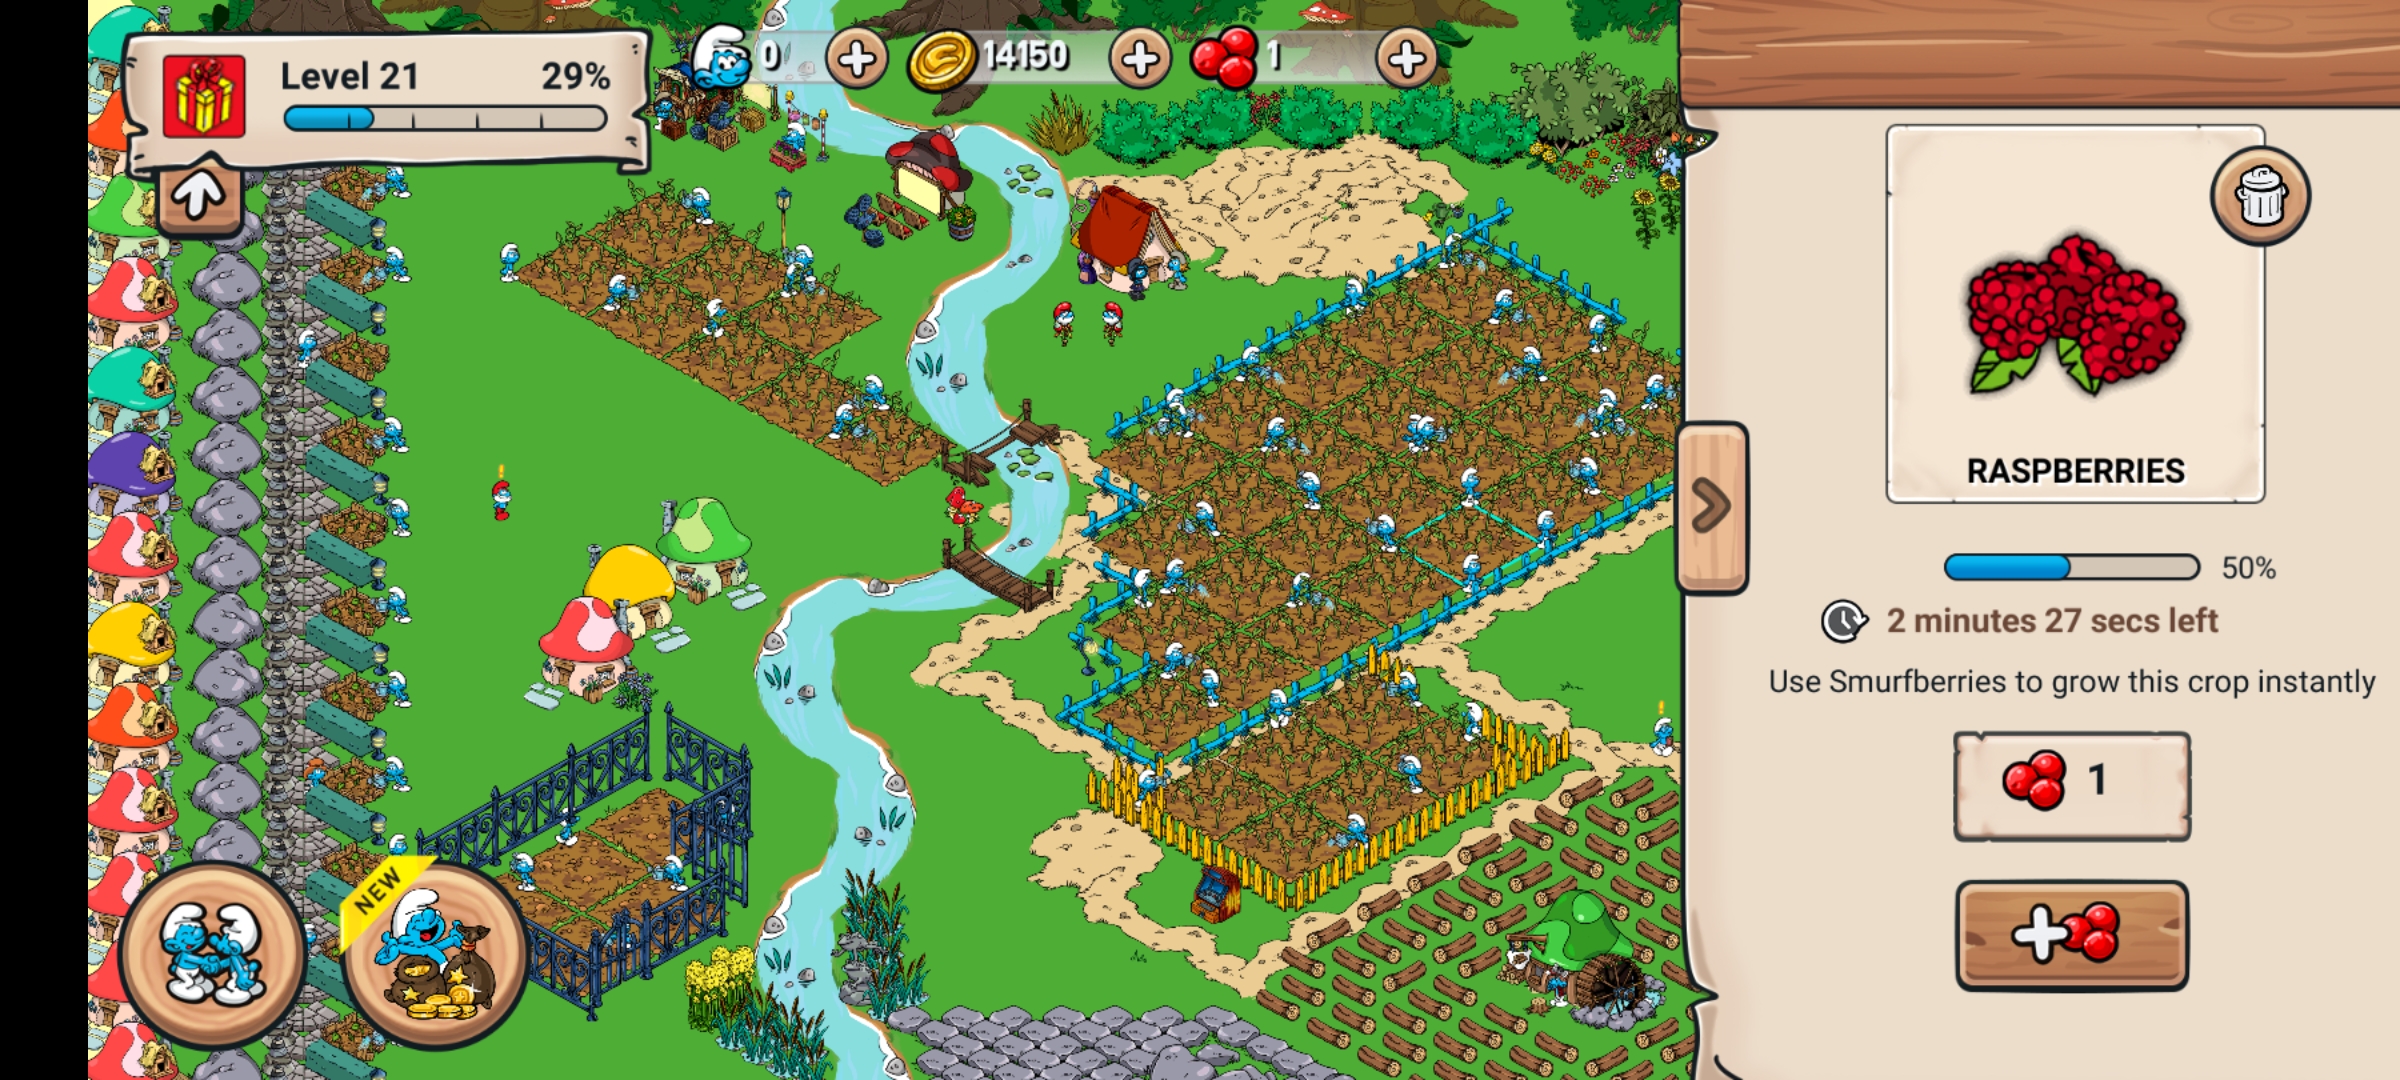 Level 21 29%
0
14150
1
RASPBERRIES
50%
2 minutes 27 secs left
Use Smurfberries to grow this crop instantly
1
NEW